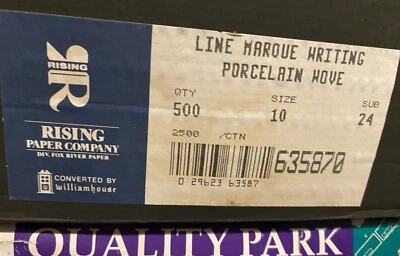 RISING
R
RISING
PAPER COMPANY
DIV. FOX RIVER PAPER
CONVERTED BY
williamhouse
LINE MARQUE WRITING
PORCELAIN WOVE
QTY SIZE SUB
500 10 24
2500 /CTN
635870
0 29623 63587
QUALITY PARK